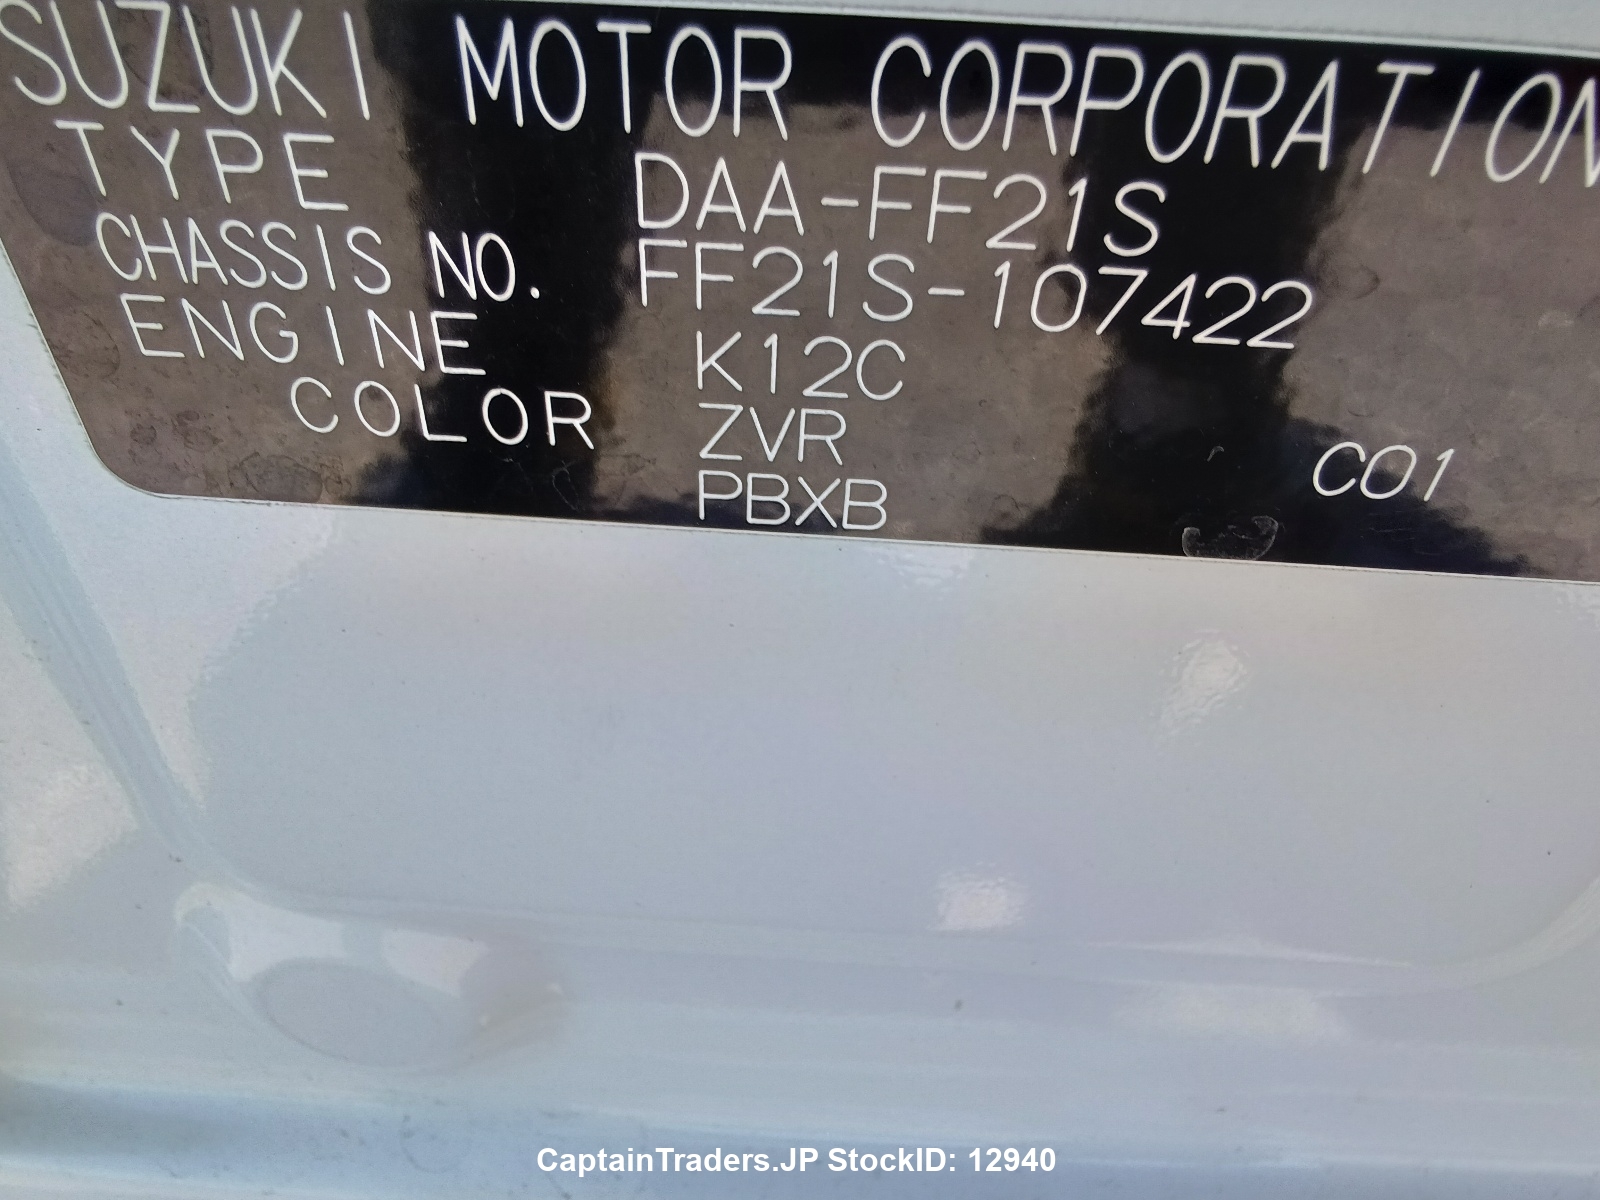 SUZUKI MOTOR CORPORATION
TYPE DAA-FF21S
CHASSIS NO. FF21S-107422
ENGINE K12C
COLOR ZVR
PBXB C01
CaptainTraders.JP StockID: 12940